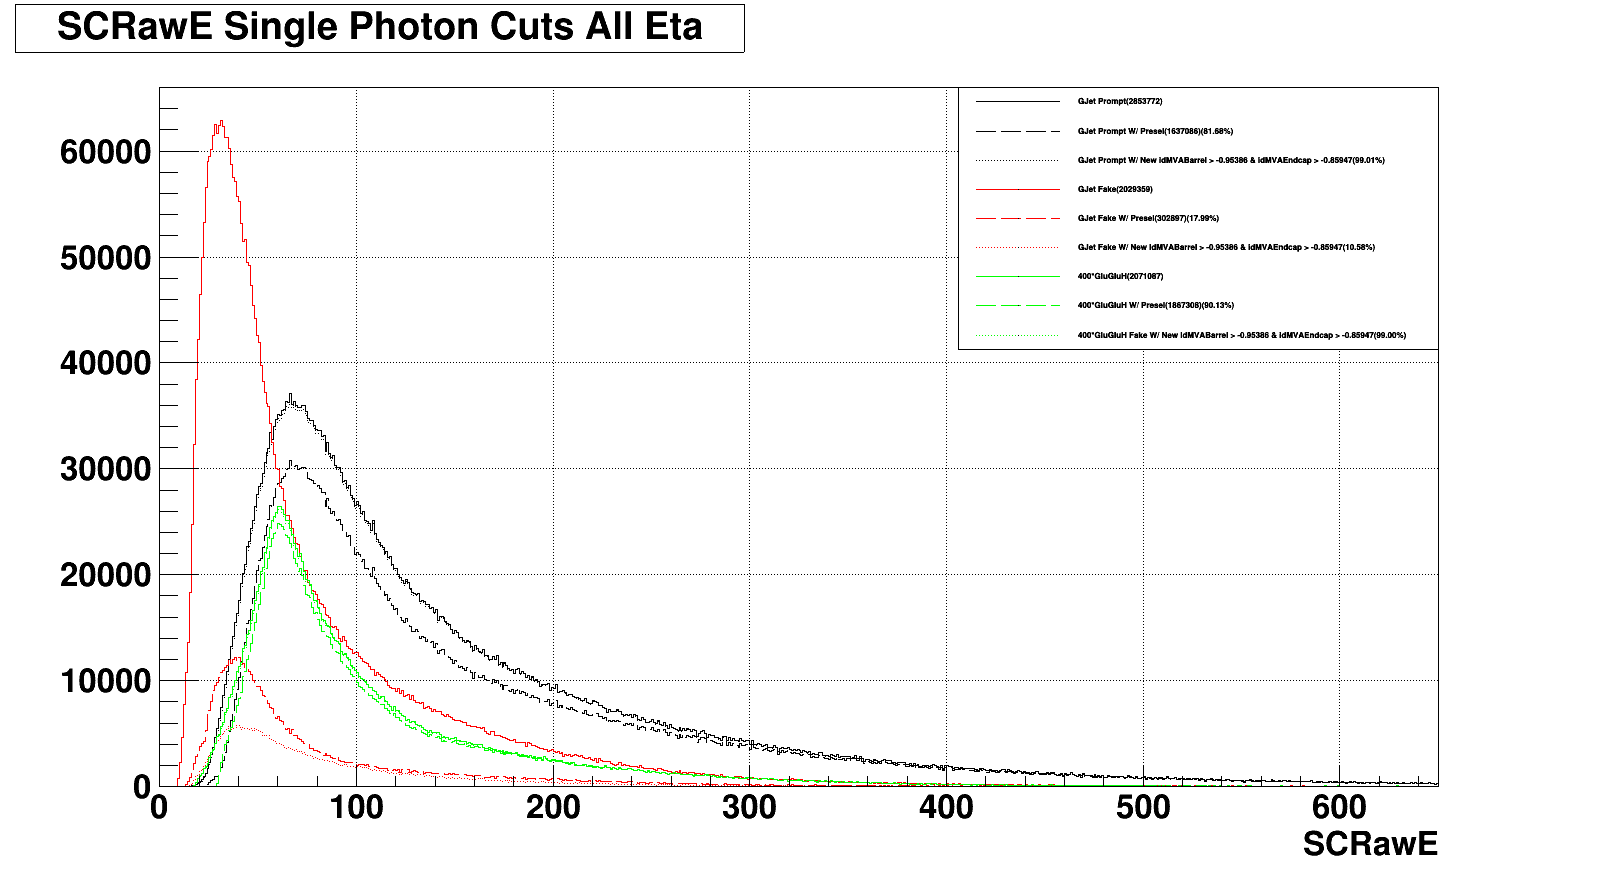 SCRawE Single Photon Cuts All Eta
GJet Prompt(2853772)
GJet Prompt W/ Presel(1637086)(81.68%)
GJet Prompt W/ New idMVABarrel > -0.95386 & idMVAEndcap > -0.85947(99.01%)
GJet Fake(2029359)
GJet Fake W/ Presel(302897)(17.99%)
GJet Fake W/ New idMVABarrel > -0.95386 & idMVAEndcap > -0.85947(10.58%)
400*GluGluH(2071087)
400*GluGluH W/ Presel(1867308)(90.13%)
400*GluGluH Fake W/ New idMVABarrel > -0.95386 & idMVAEndcap > -0.85947(99.00%)
60000
50000
40000
30000
20000
10000
0
0 100 200 300 400 500 600
SCRawE